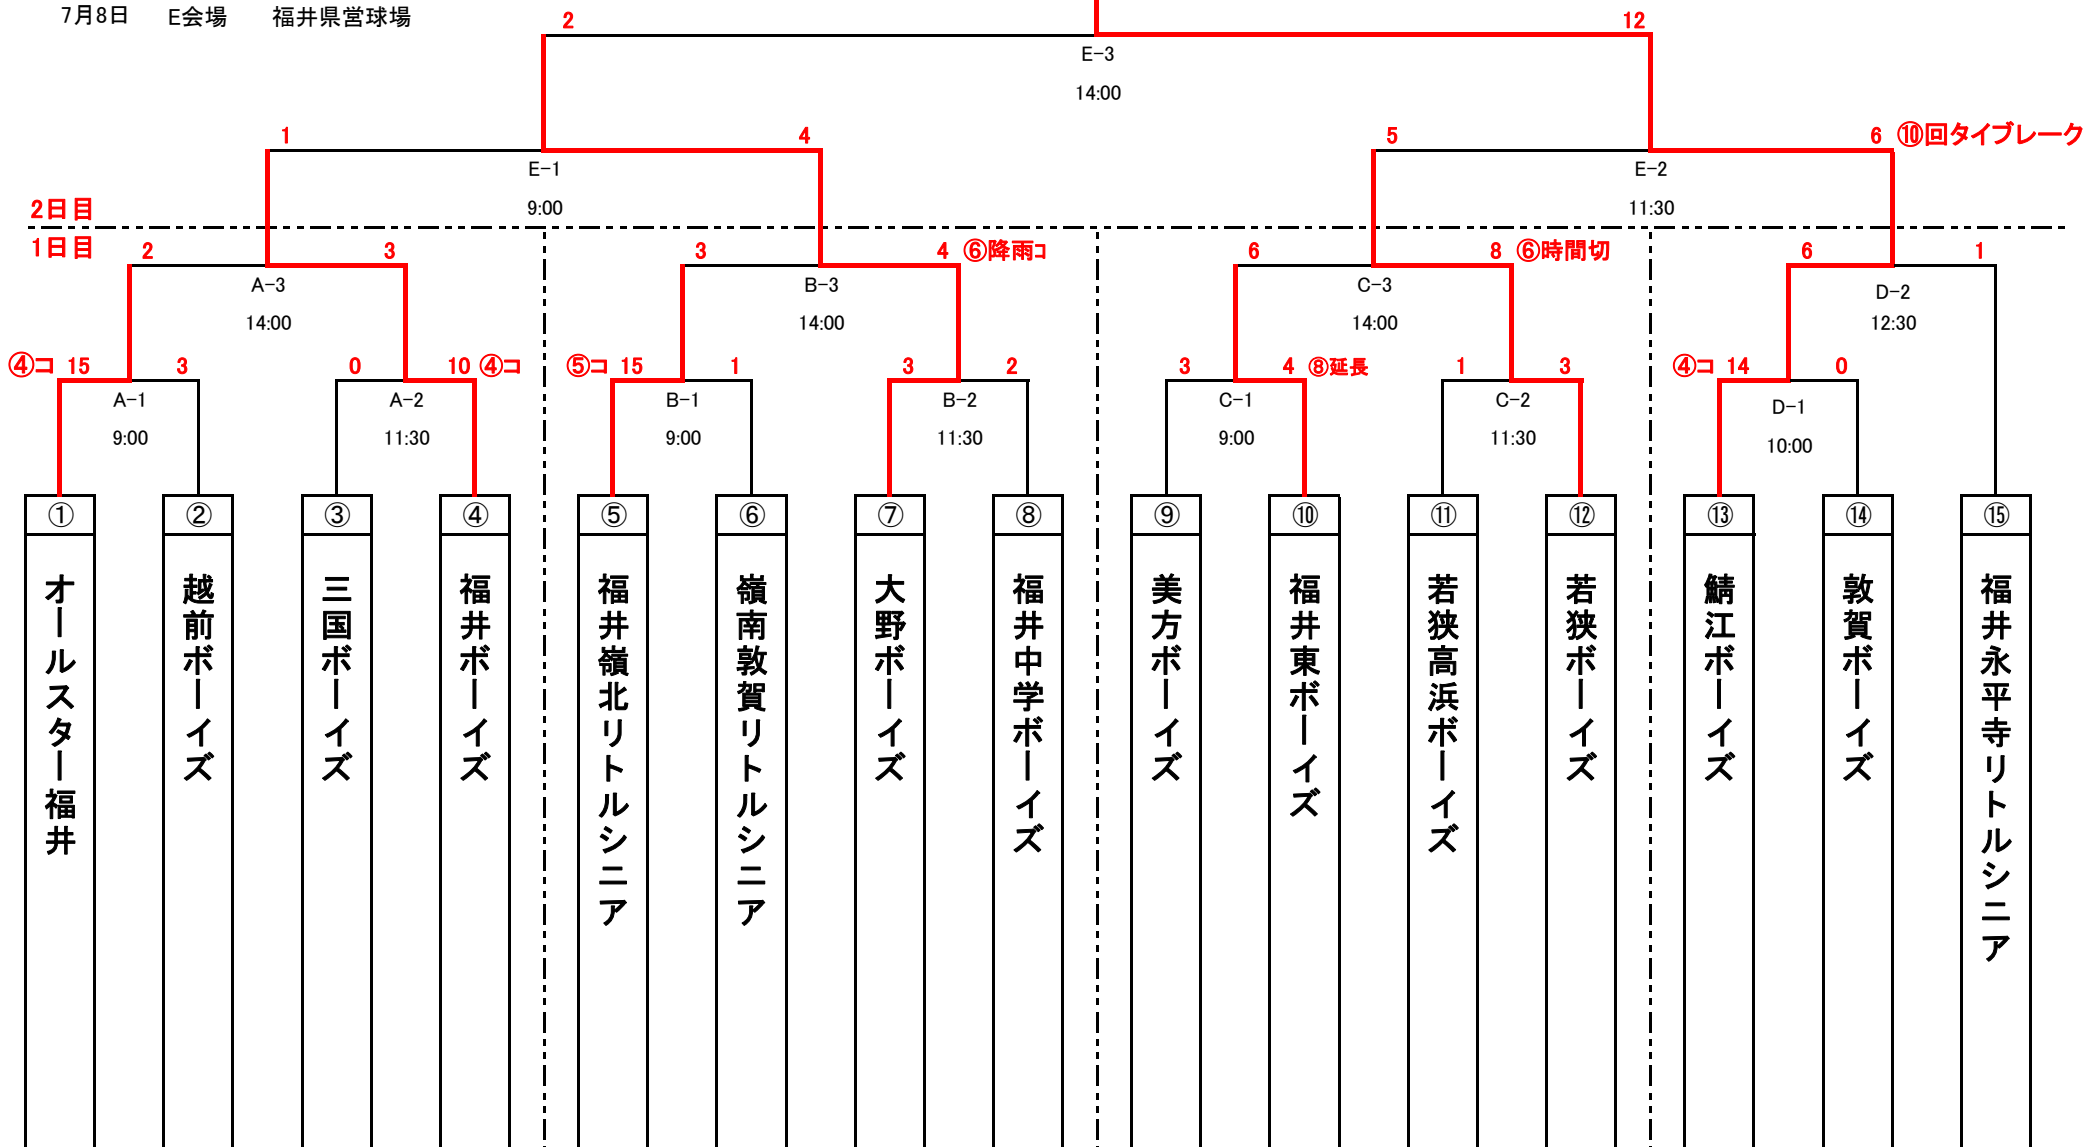 7月8日 E会場 福井県営球場
2 12
E-3
14:00
1 4 5 6 ⑩回タイブレーク
E-1 E-2
9:00 11:30
2日目
1日目
2 3 3 4 ⑥降雨コ 6 8 ⑥時間切 6 1
A-3 B-3 C-3 D-2
14:00 14:00 14:00 12:30
④コ 15 3 0 10 ④コ ⑤コ 15 1 3 2 3 4 ⑧延長 1 3 ④コ 14 0
A-1 A-2 B-1 B-2 C-1 C-2 D-1
9:00 11:30 9:00 11:30 9:00 11:30 10:00
① ② ③ ④ ⑤ ⑥ ⑦ ⑧ ⑨ ⑩ ⑪ ⑫ ⑬ ⑭ ⑮
オールスター福井
越前ボーイズ
三国ボーイズ
福井ボーイズ
福井嶺北リトルシニア
嶺南敦賀リトルシニア
大野ボーイズ
福井中学ボーイズ
美方ボーイズ
福井東ボーイズ
若狭高浜ボーイズ
若狭ボーイズ
鯖江ボーイズ
敦賀ボーイズ
福井永平寺リトルシニア